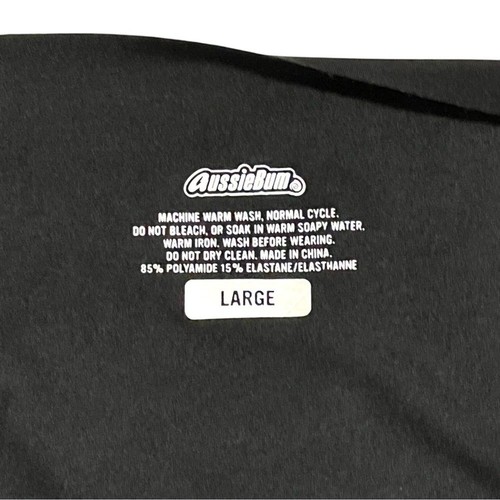 aussieBum
MACHINE WARM WASH, NORMAL CYCLE.
DO NOT BLEACH, OR SOAK IN WARM SOAPY WATER.
WARM IRON. WASH BEFORE WEARING.
DO NOT DRY CLEAN. MADE IN CHINA.
85% POLYAMIDE 15% ELASTANE/ELASTHANNE
LARGE